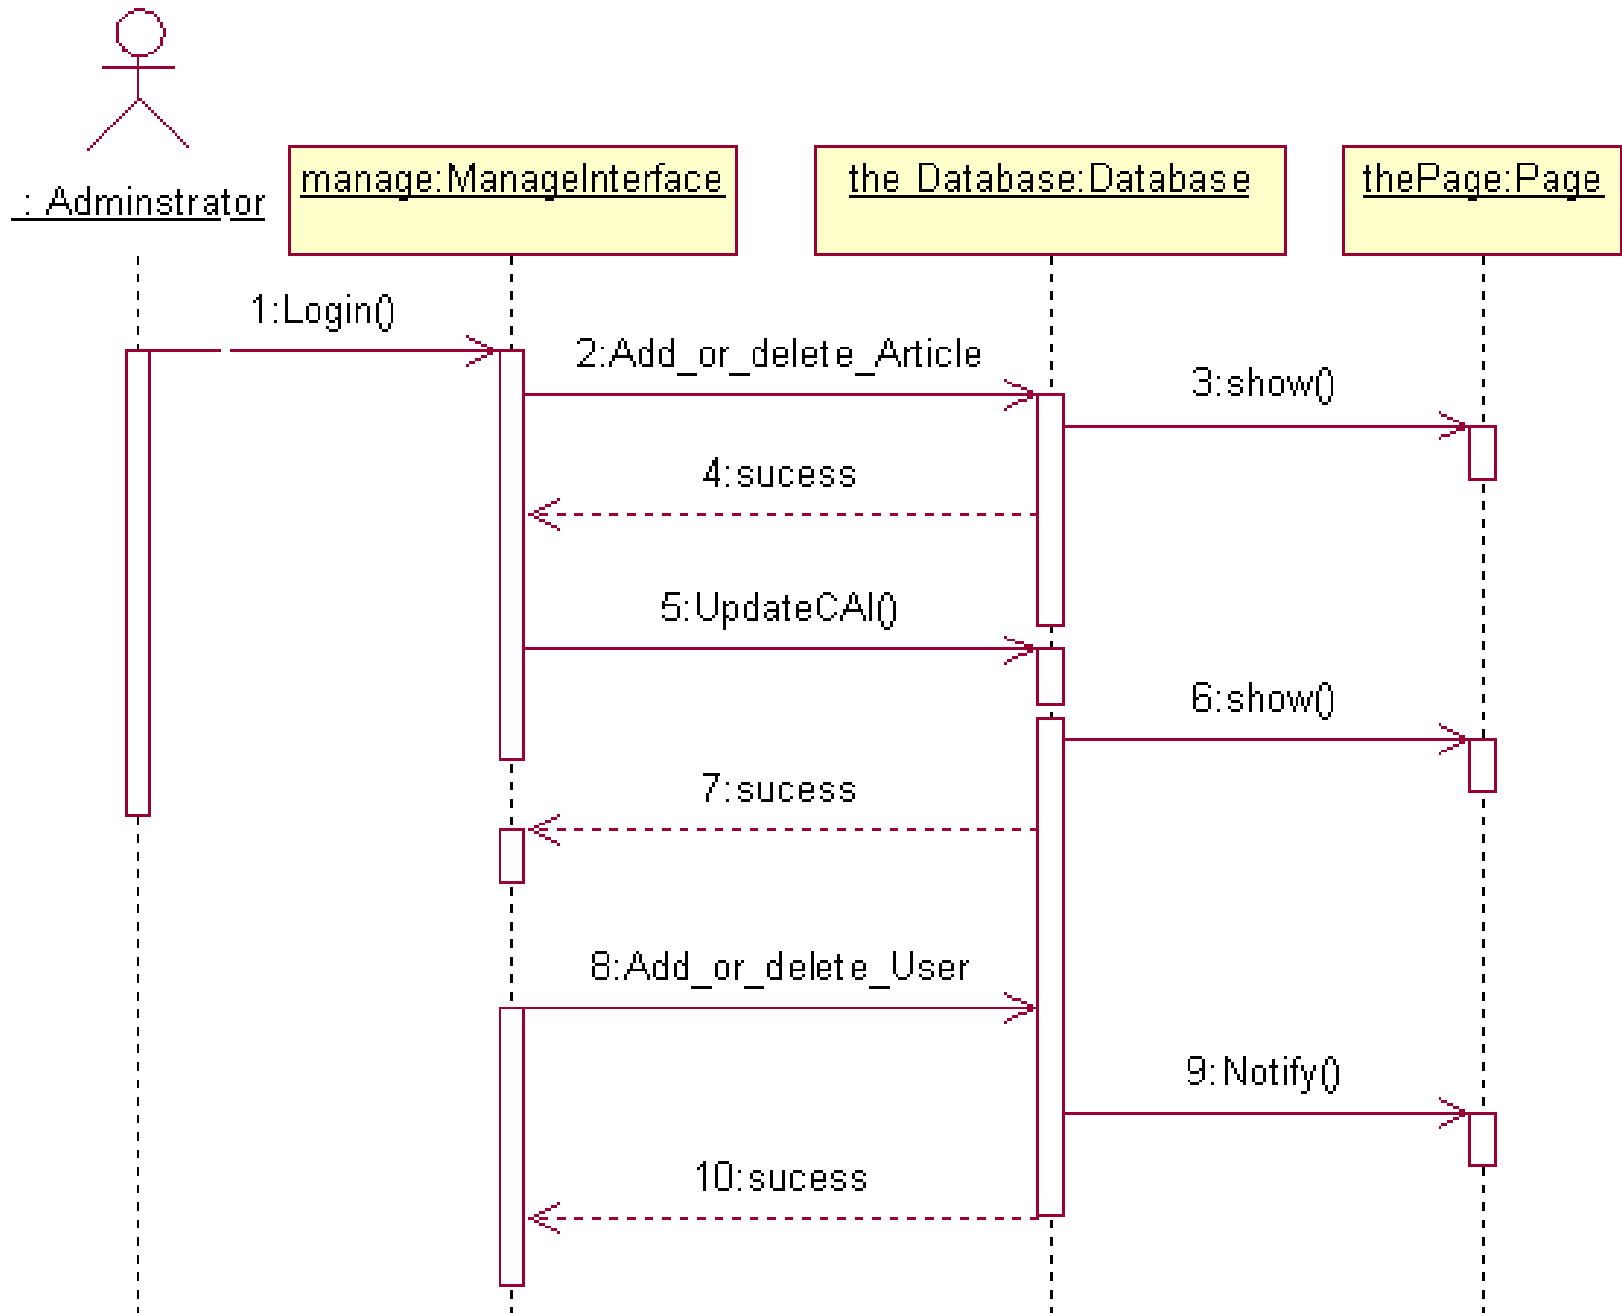 : Adminstrator
manage:ManageInterface
the Database:Database
thePage:Page
1:Login()
2:Add_or_delete_Article
3:show()
4:sucess
5:UpdateCAI()
6:show()
7:sucess
8:Add_or_delete_User
9:Notify()
10:sucess